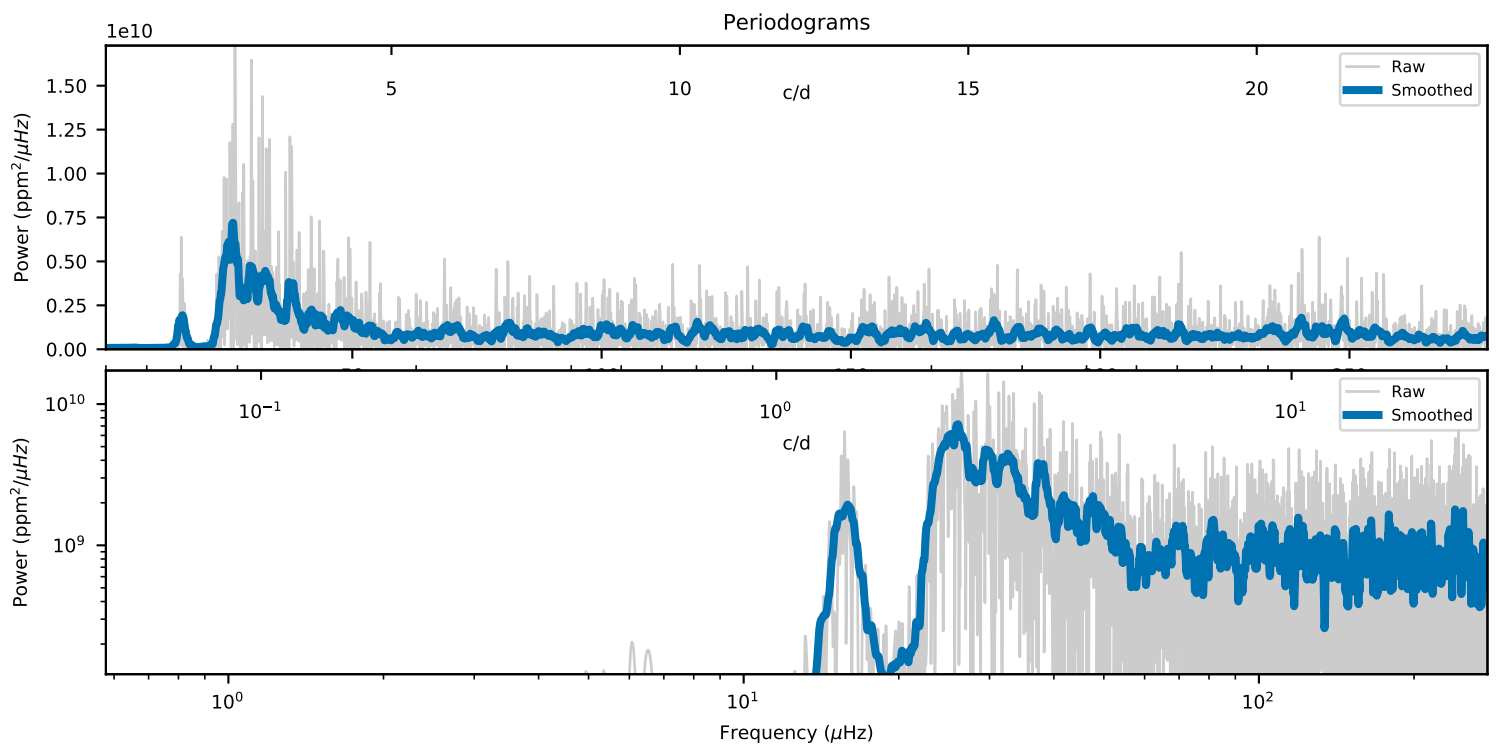 Periodograms
1e10
Power (ppm²/μHz)
0.00
0.25
0.50
0.75
1.00
1.25
1.50
5
10
15
20
c/d
Raw
Smoothed
Power (ppm²/μHz)
10¹⁰
10⁹
10⁻¹
10⁰
10¹
c/d
Raw
Smoothed
10⁰
10¹
10²
Frequency (μHz)